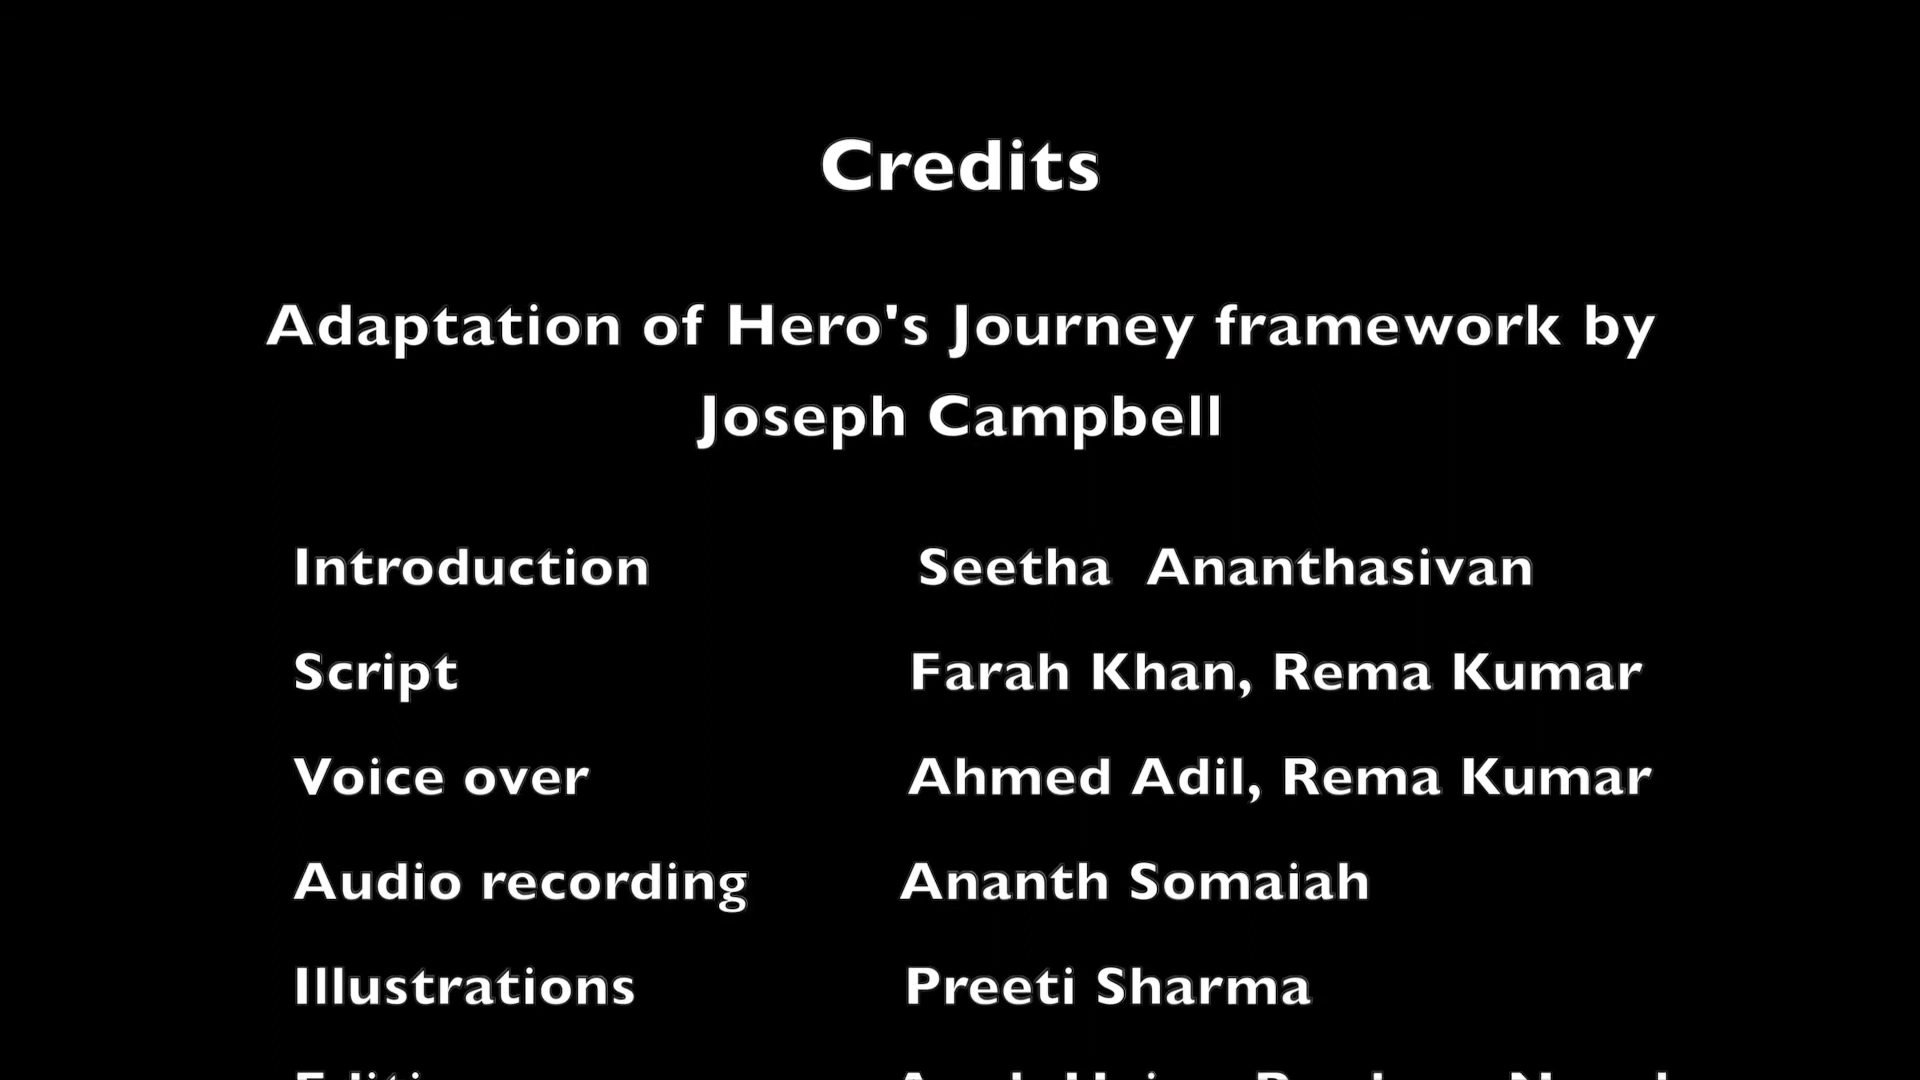 Credits
Adaptation of Hero's Journey framework by
Joseph Campbell
Introduction Seetha Ananthasivan
Script Farah Khan, Rema Kumar
Voice over Ahmed Adil, Rema Kumar
Audio recording Ananth Somaiah
Illustrations Preeti Sharma